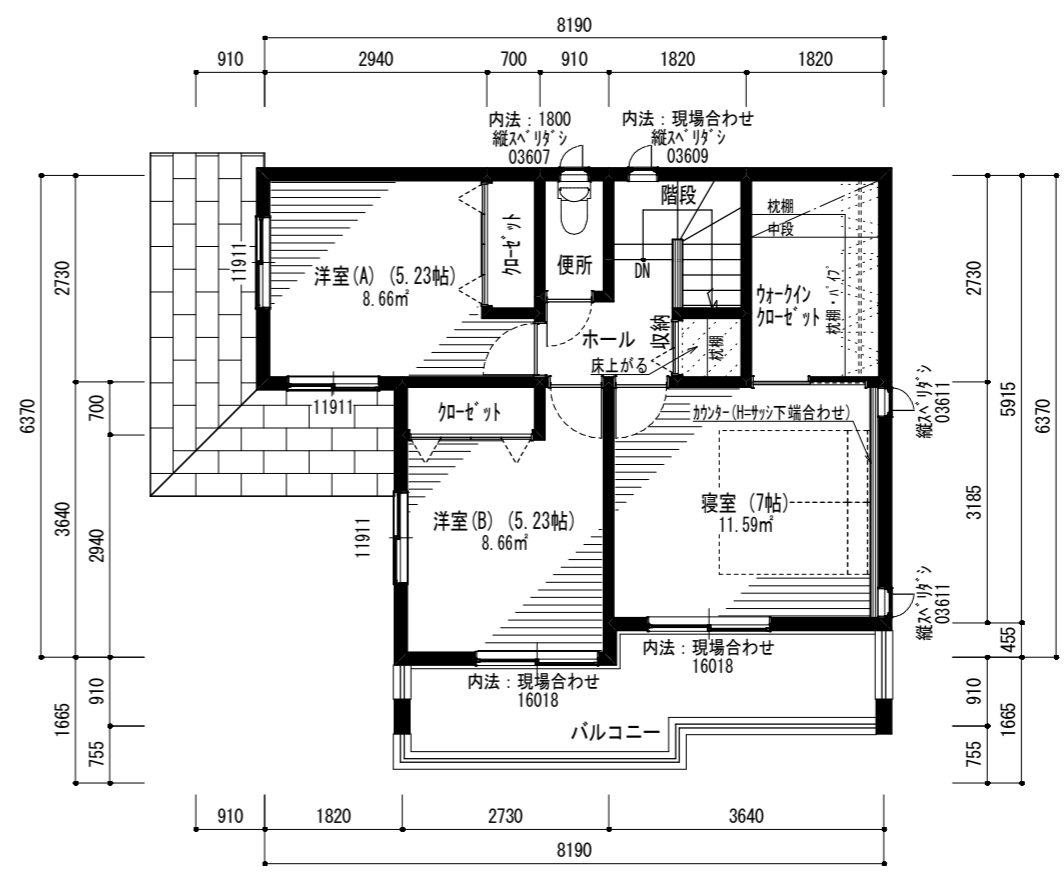 8190
910
2940
700
910
1820
1820
内法：1800
縦スベリダシ
03607
内法：現場合わせ
縦スベリダシ
03609
階段
枕棚
中段
クローゼット
便所
DN
11911
洋室(A) (5.23帖)
8.66㎡
ウォークイン
クローゼット
枕棚・パイプ
ホール
収納
枕棚
床上がる
11911
クローゼット
カウンター(H=サッシ下端合わせ)
縦スベリダシ
03611
寝室 (7帖)
11.59㎡
洋室(B) (5.23帖)
8.66㎡
11911
縦スベリダシ
03611
内法：現場合わせ
16018
内法：現場合わせ
16018
バルコニー
6370
2730
3640
700
2940
1665
910
755
2730
3185
455
910
755
5915
1665
6370
910
1820
2730
3640
8190